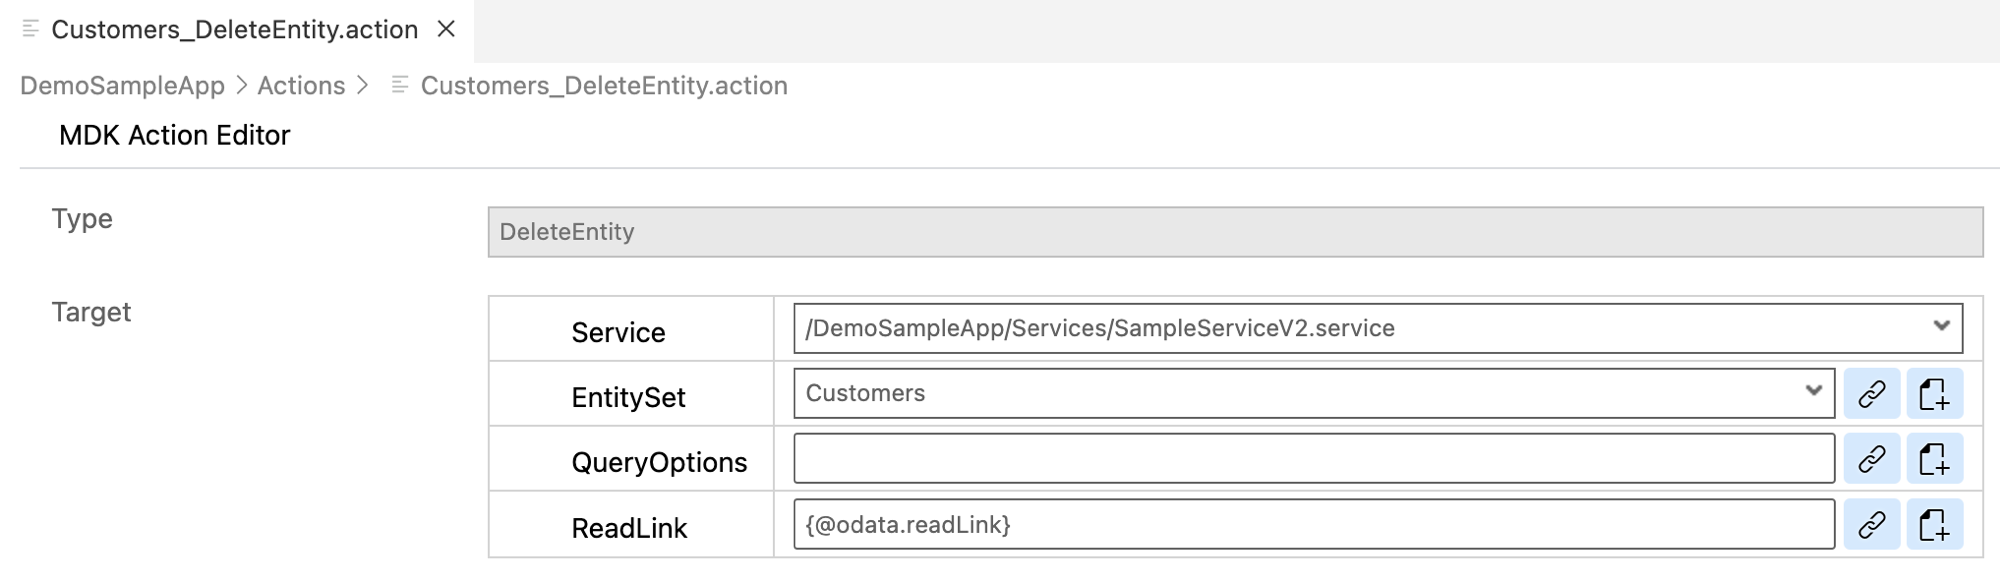 Customers_DeleteEntity.action
DemoSampleApp > Actions > Customers_DeleteEntity.action
MDK Action Editor
Type
DeleteEntity
Target
Service /DemoSampleApp/Services/SampleServiceV2.service
EntitySet Customers
QueryOptions
ReadLink {@odata.readLink}